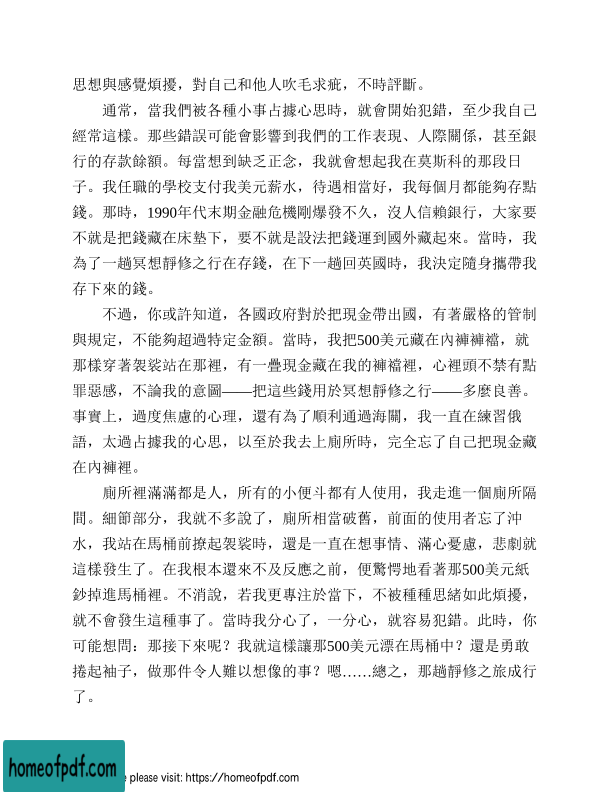 思想與感覺煩擾，對自己和他人吹毛求疵，不時評斷。
通常，當我們被各種小事占據心思時，就會開始犯錯，至少我自己
經常這樣。那些錯誤可能會影響到我們的工作表現、人際關係，甚至銀
行的存款餘額。每當想到缺乏正念，我就會想起我在莫斯科的那段日
子。我任職的學校支付我美元薪水，待遇相當好，我每個月都能夠存點
錢。那時，1990年代末期金融危機剛爆發不久，沒人信賴銀行，大家要
不就是把錢藏在床墊下，要不就是設法把錢運到國外藏起來。當時，我
為了一趟冥想靜修之行在存錢，在下一趟回英國時，我決定隨身攜帶我
存下來的錢。
不過，你或許知道，各國政府對於把現金帶出國，有著嚴格的管制
與規定，不能夠超過特定金額。當時，我把500美元藏在內褲褲襠，就
那樣穿著袈裟站在那裡，有一疊現金藏在我的褲襠裡，心裡頭不禁有點
罪惡感，不論我的意圖——把這些錢用於冥想靜修之行——多麼良善。
事實上，過度焦慮的心理，還有為了順利通過海關，我一直在練習俄
語，太過占據我的心思，以至於我去上廁所時，完全忘了自己把現金藏
在內褲裡。
廁所裡滿滿都是人，所有的小便斗都有人使用，我走進一個廁所隔
間。細節部分，我就不多說了，廁所相當破舊，前面的使用者忘了沖
水，我站在馬桶前撩起袈裟時，還是一直在想事情、滿心憂慮，悲劇就
這樣發生了。在我根本還來不及反應之前，便驚愕地看著那500美元紙
鈔掉進馬桶裡。不消說，若我更專注於當下，不被種種思緒如此煩擾，
就不會發生這種事了。當時我分心了，一分心，就容易犯錯。此時，你
可能想問：那接下來呢？我就這樣讓那500美元漂在馬桶中？還是勇敢
捲起袖子，做那件令人難以想像的事？嗯……總之，那趟靜修之旅成行
了。
homeofpdf.com
e please visit: https://homeofpdf.com